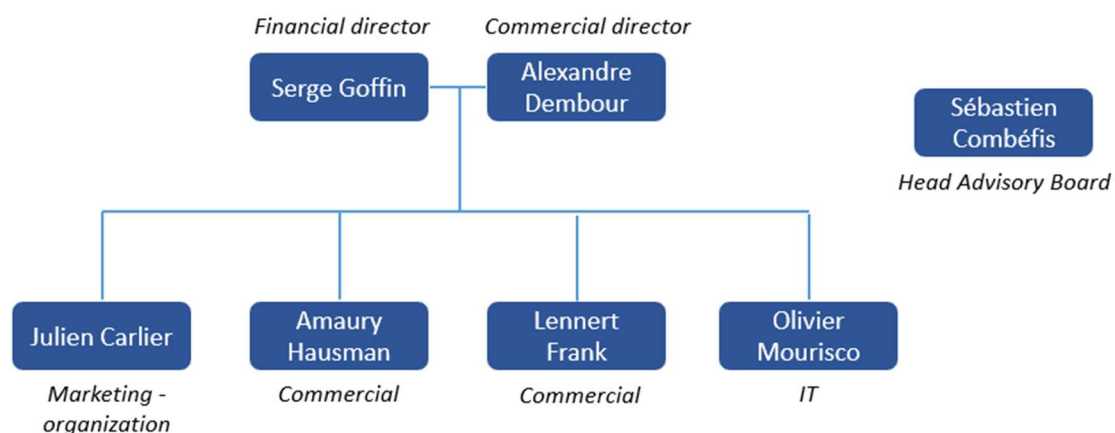 Financial director
Commercial director
Serge Goffin
Alexandre
Dembour
Sébastien
Combéfis
Head Advisory Board
Julien Carlier
Amaury
Hausman
Lennert
Frank
Olivier
Mourisco
Marketing -
organization
Commercial
Commercial
IT